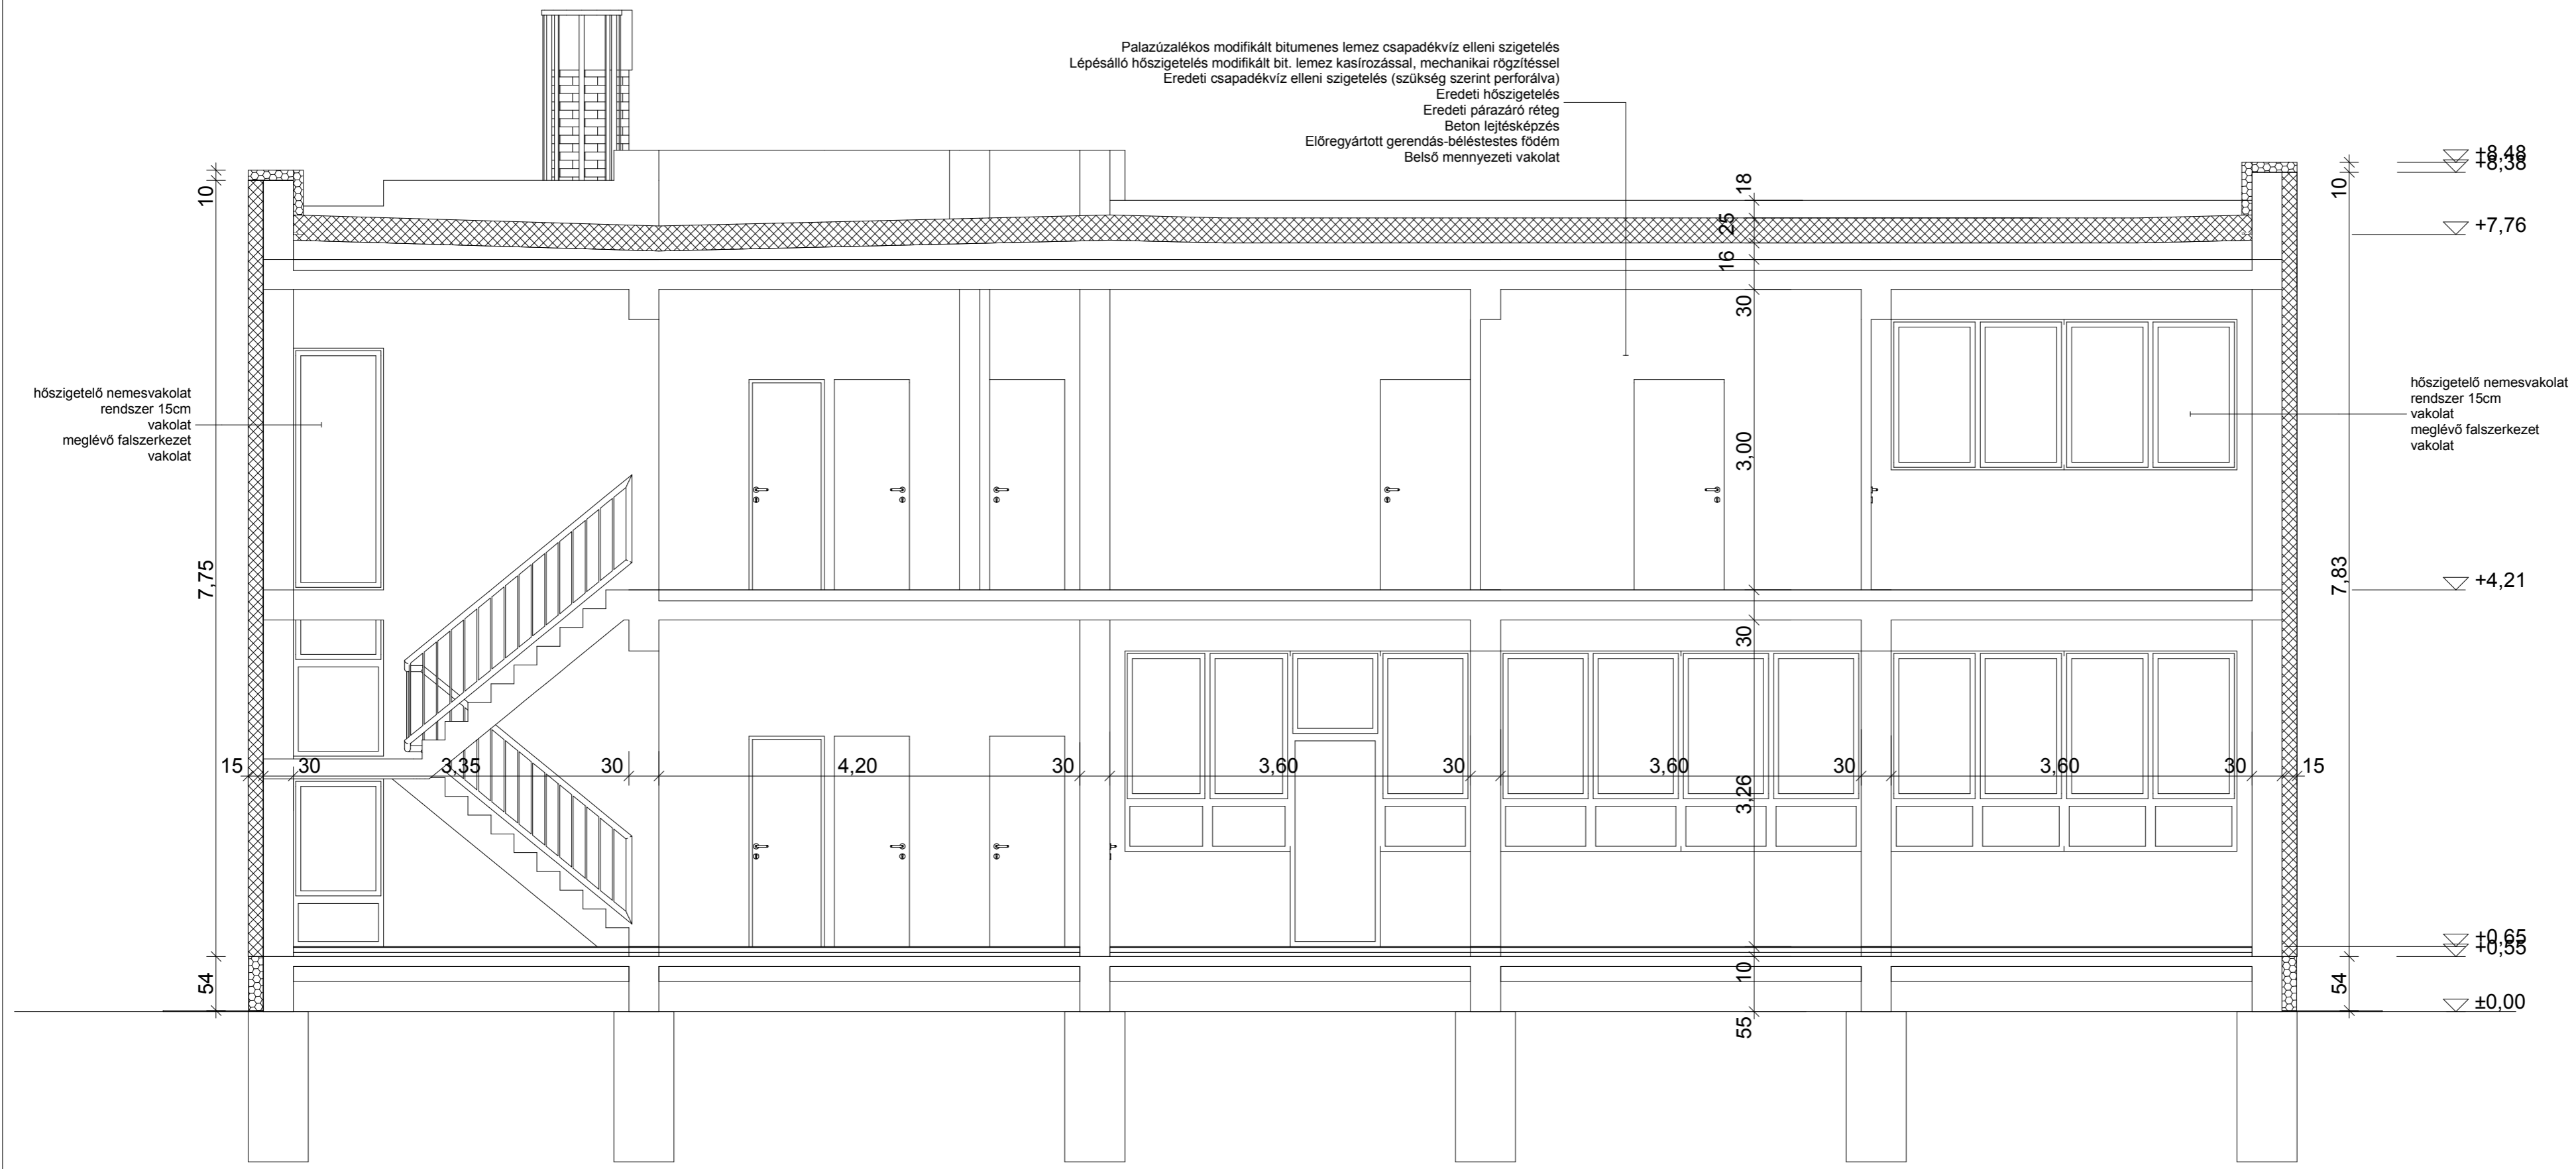 Palazúzalékos modifikált bitumenes lemez csapadékvíz elleni szigetelés
Lépésálló hőszigetelés modifikált bit. lemez kasírozással, mechanikai rögzítéssel
Eredeti csapadékvíz elleni szigetelés (szükség szerint perforálva)
Eredeti hőszigetelés
Eredeti párazáró réteg
Beton lejtésképzés
Előregyártott gerendás-béléstestes födém
Belső mennyezeti vakolat
hőszigetelő nemesvakolat
rendszer 15cm
vakolat
meglévő falszerkezet
vakolat
hőszigetelő nemesvakolat
rendszer 15cm
vakolat
meglévő falszerkezet
vakolat
10
7,75
54
18
25
16
30
3,00
30
3,26
10
55
15
30
3,35
30
4,20
30
3,60
30
3,60
30
3,60
30
15
10
7,83
54
+8,48
+8,38
+7,76
+4,21
+0,65
+0,55
±0,00